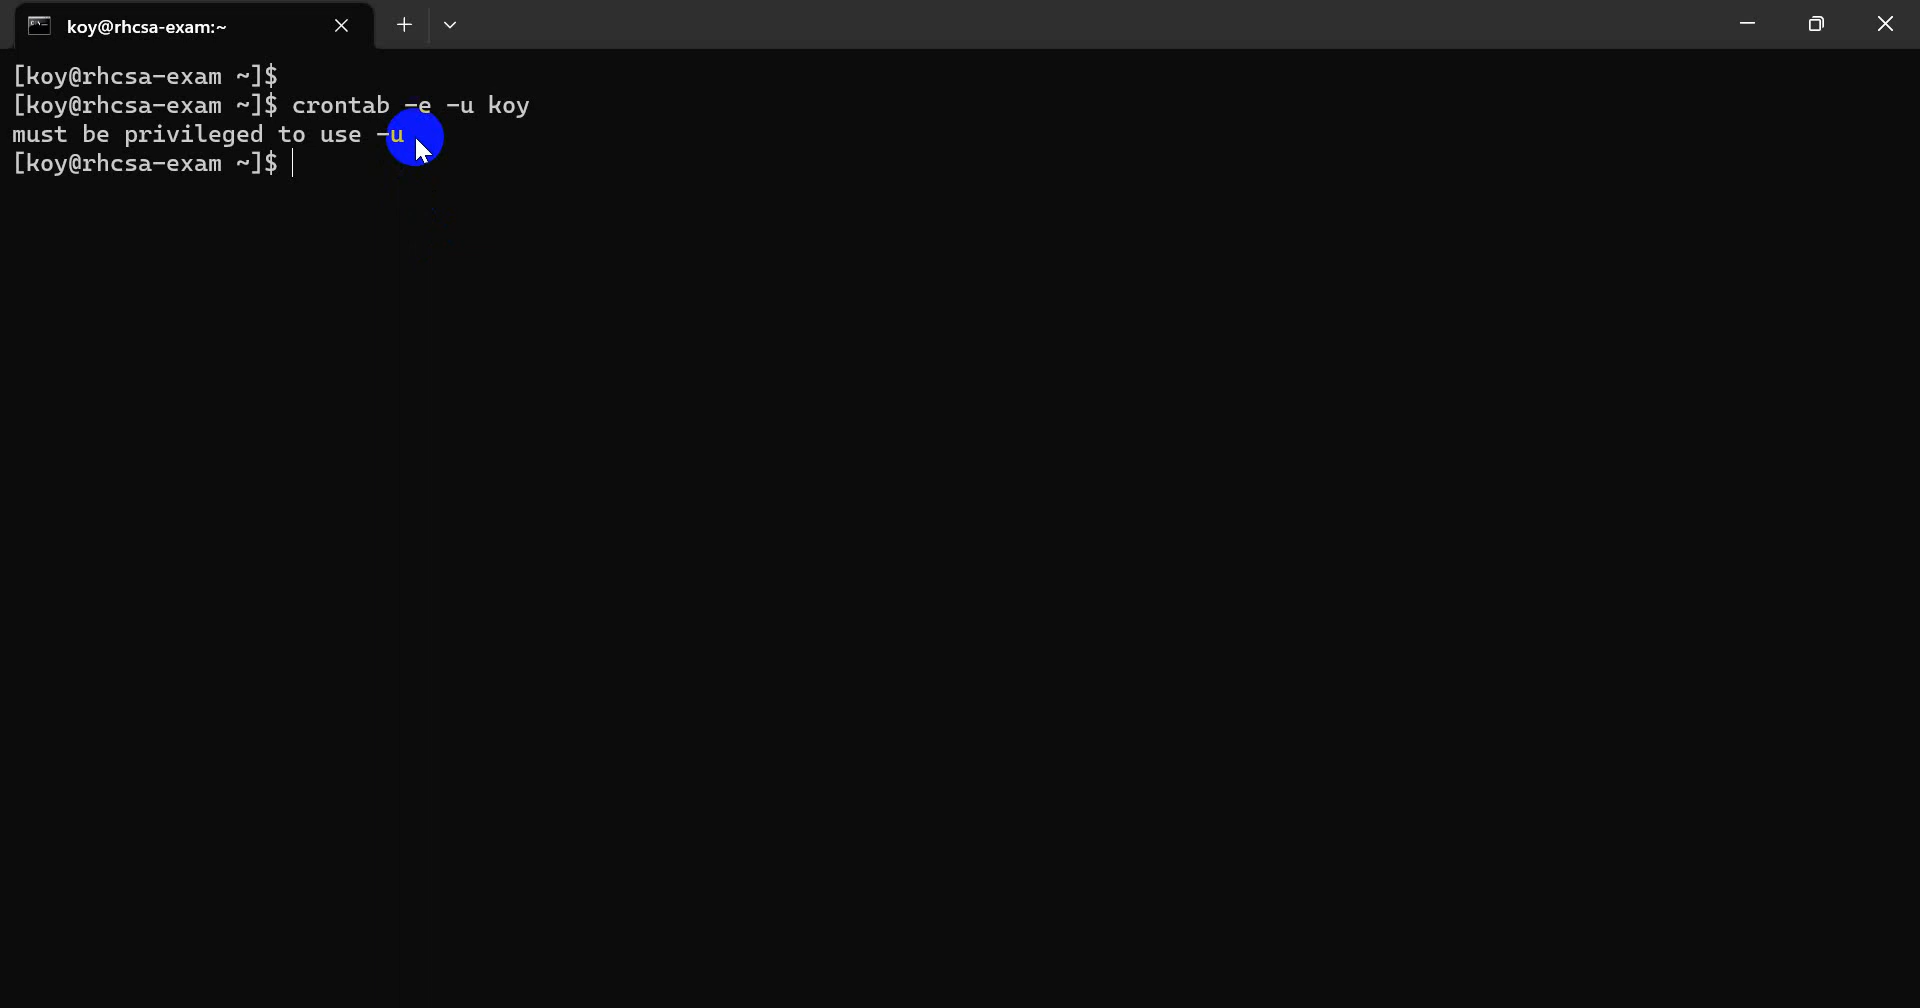 koy@rhcsa-exam:~
[koy@rhcsa-exam ~]$
[koy@rhcsa-exam ~]$ crontab -e -u koy
must be privileged to use -u
[koy@rhcsa-exam ~]$